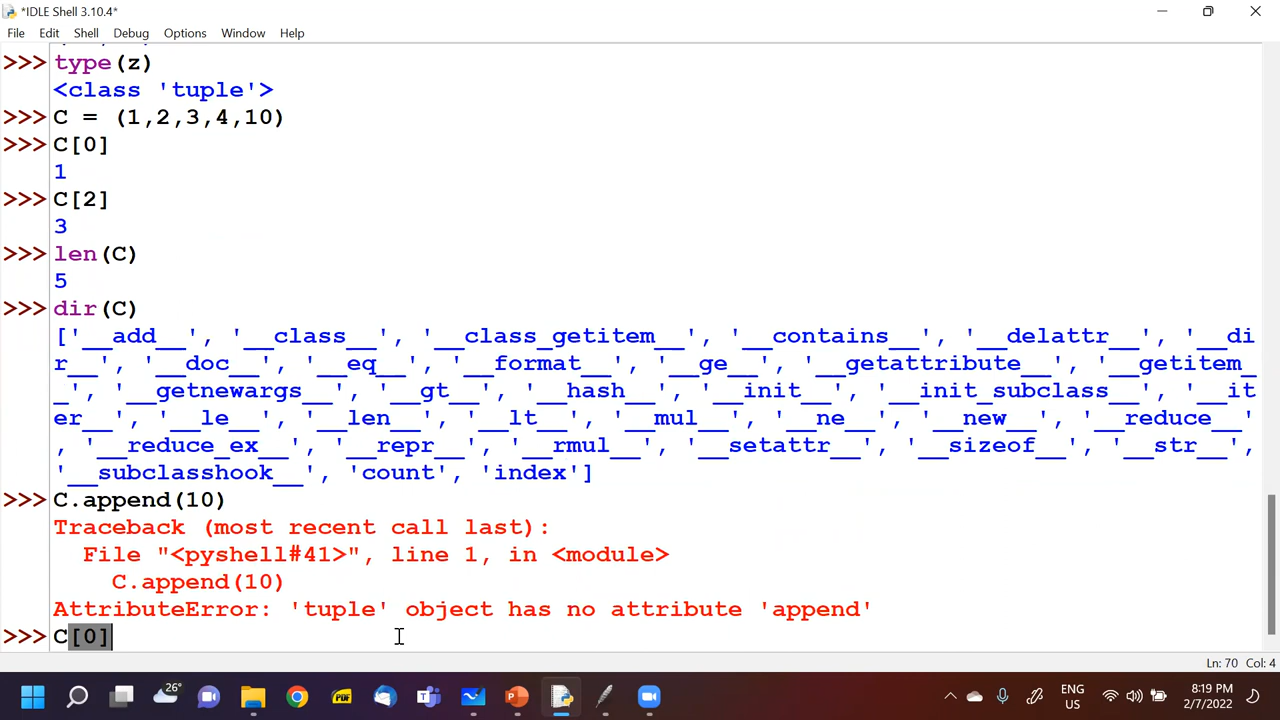 *IDLE Shell 3.10.4*
File Edit Shell Debug Options Window Help
>>> type(z)
<class 'tuple'>
>>> C = (1,2,3,4,10)
>>> C[0]
1
>>> C[2]
3
>>> len(C)
5
>>> dir(C)
['__add__', '__class__', '__class_getitem__', '__contains__', '__delattr__', '__di
r__', '__doc__', '__eq__', '__format__', '__ge__', '__getattribute__', '__getitem_
_', '__getnewargs__', '__gt__', '__hash__', '__init__', '__init_subclass__', '__it
er__', '__le__', '__len__', '__lt__', '__mul__', '__ne__', '__new__', '__reduce__'
, '__reduce_ex__', '__repr__', '__rmul__', '__setattr__', '__sizeof__', '__str__',
'__subclasshook__', 'count', 'index']
>>> C.append(10)
Traceback (most recent call last):
File "<pyshell#41>", line 1, in <module>
C.append(10)
AttributeError: 'tuple' object has no attribute 'append'
>>> C[0]
Ln: 70 Col: 4
26°
PDF
ENG
US
8:19 PM
2/7/2022